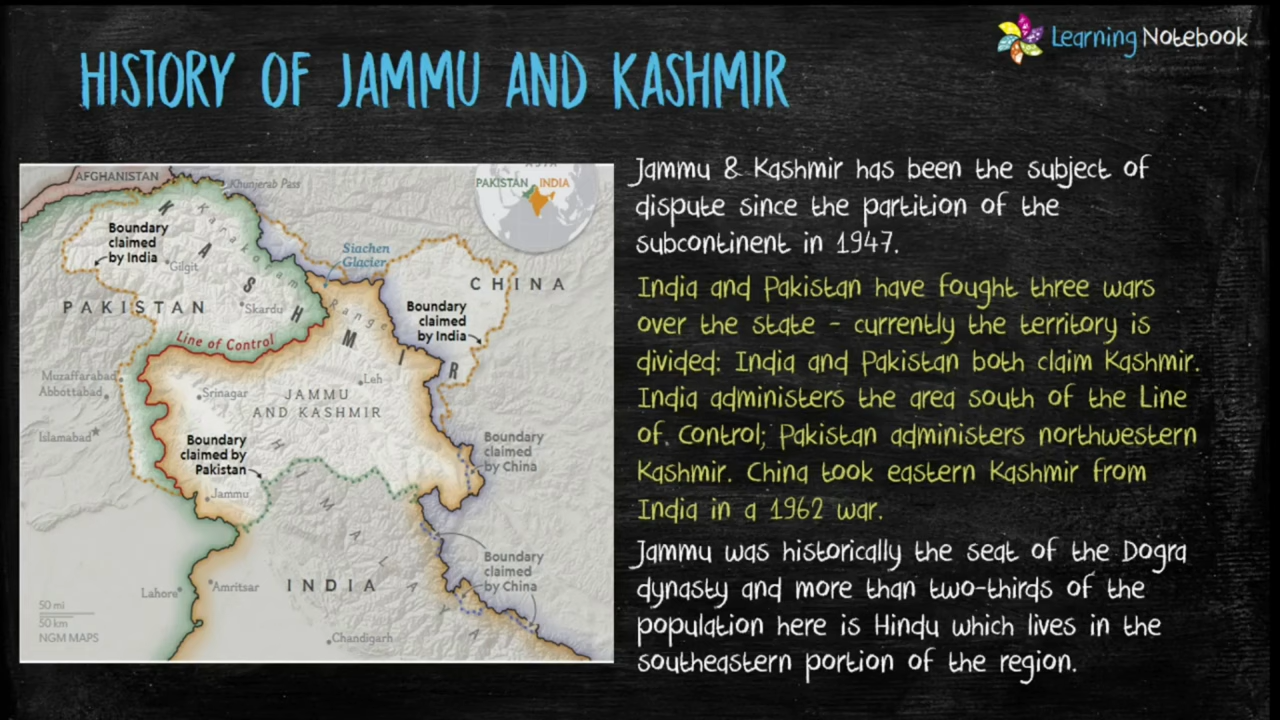 Learning Notebook
HISTORY OF JAMMU AND KASHMIR
AFGHANISTAN
Khunjerab Pass
ASIA
PAKISTAN
INDIA
Boundary
claimed
by India
Gilgit
Karakoram Range
KASHMIR
Siachen
Glacier
CHINA
PAKISTAN
Skardu
Boundary
claimed
by India
Line of Control
Muzaffarabad
Abbottabad
Srinagar
Leh
JAMMU
AND KASHMIR
Islamabad
Boundary
claimed
by Pakistan
Boundary
claimed
by China
Jammu
HIMALAYA
Boundary
claimed
by China
Lahore
Amritsar
INDIA
50 mi
50 km
NGM MAPS
Chandigarh
Jammu & Kashmir has been the subject of
dispute since the partition of the
subcontinent in 1947.
India and Pakistan have fought three wars
over the state - currently the territory is
divided: India and Pakistan both claim Kashmir.
India administers the area south of the Line
of. Control; Pakistan administers northwestern
Kashmir. China took eastern Kashmir from
India in a 1962 war.
Jammu was historically the seat of the Dogra
dynasty and more than two-thirds of the
population here is Hindu which lives in the
southeastern portion of the region.